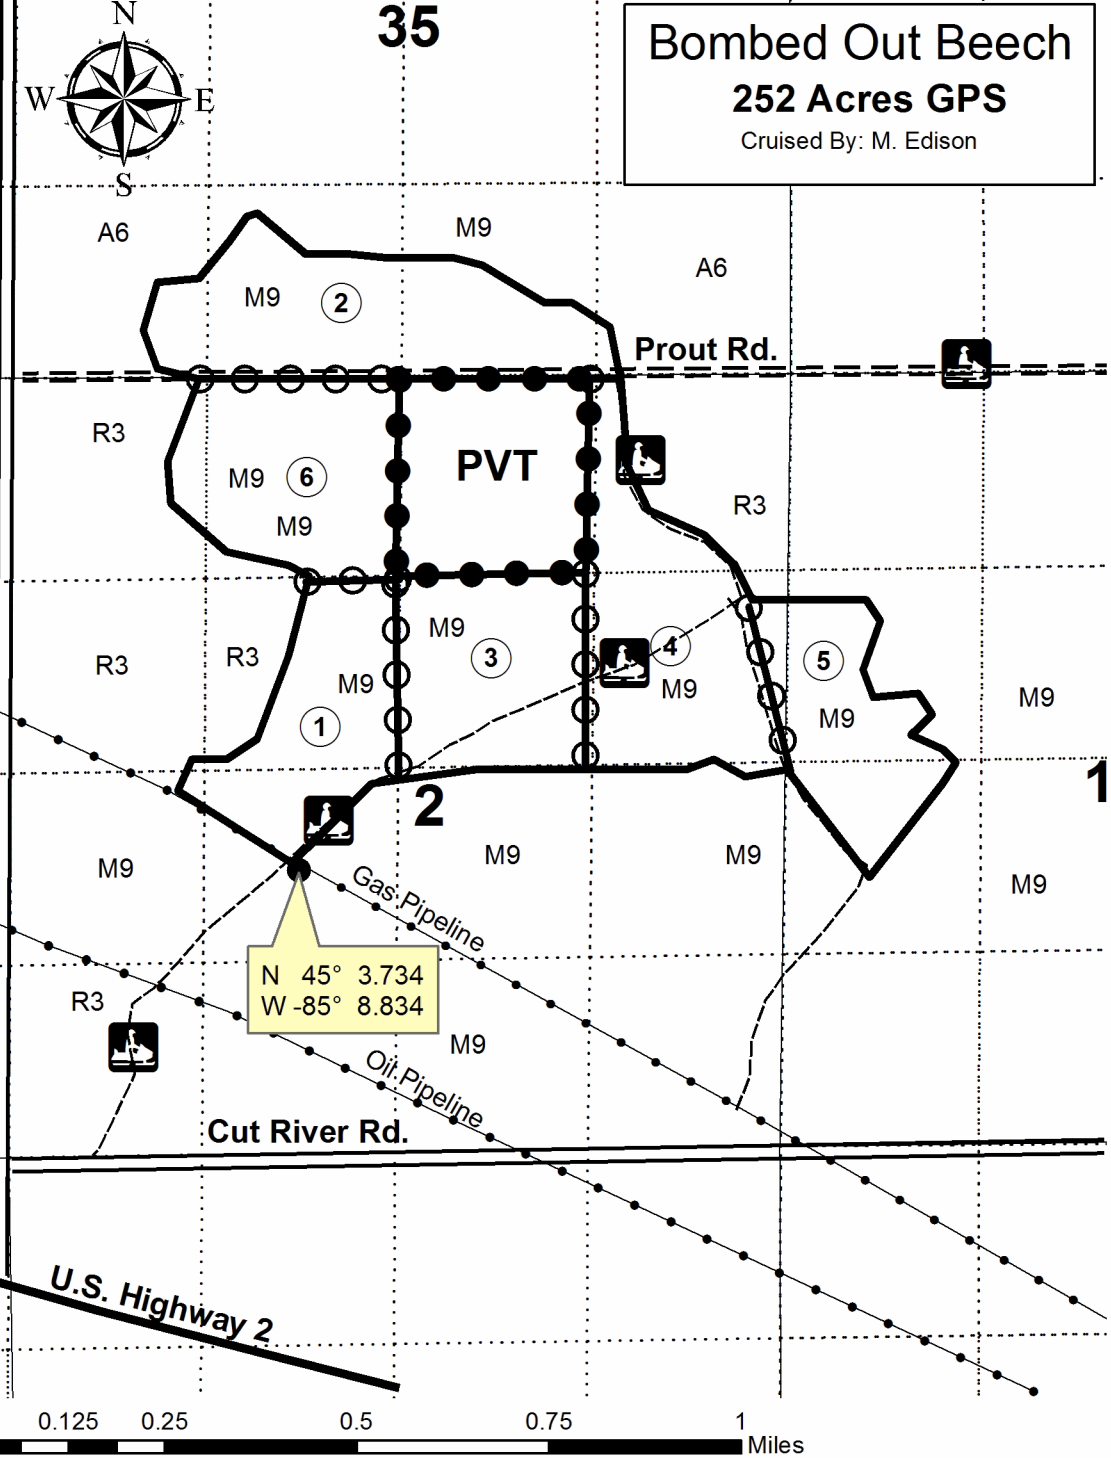 N
W
E
S
35
Bombed Out Beech
252 Acres GPS
Cruised By: M. Edison
A6
M9
A6
M9
2
Prout Rd.
R3
M9
6
PVT
R3
M9
M9
R3
R3
M9
3
4
5
M9
M9
M9
M9
1
2
1
M9
M9
M9
M9
Gas Pipeline
N 45° 3.734
W -85° 8.834
R3
M9
Oil Pipeline
Cut River Rd.
U.S. Highway 2
0.125
0.25
0.5
0.75
1
Miles